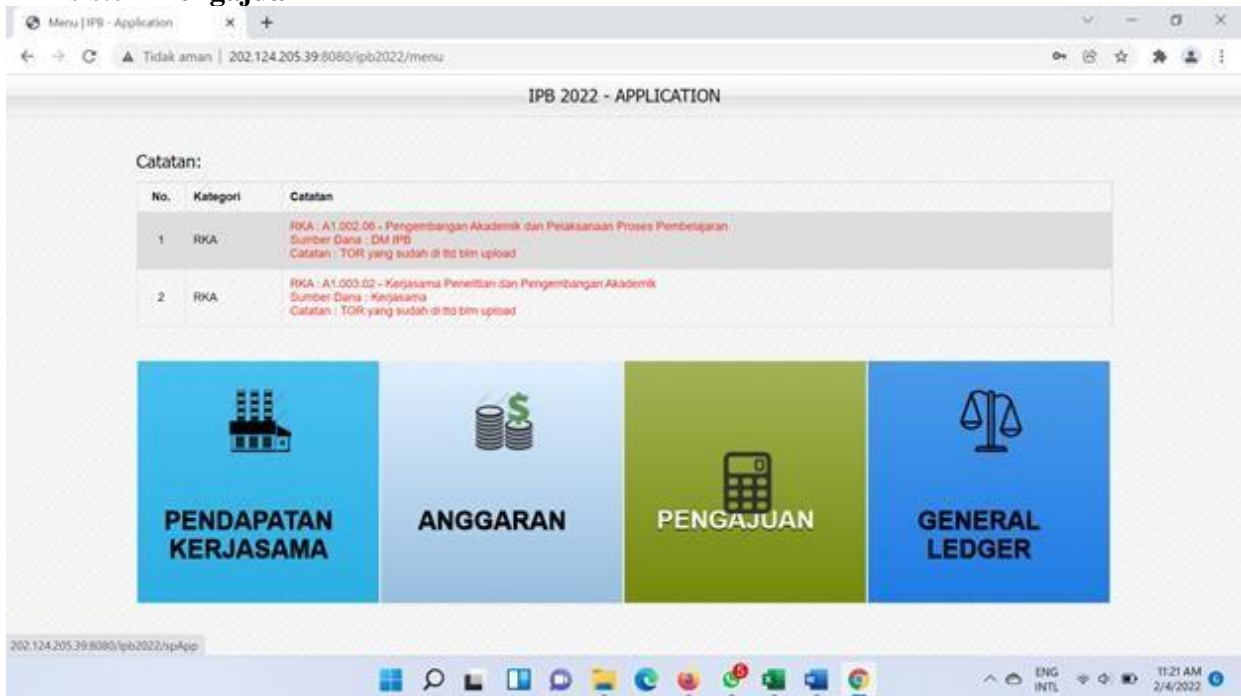 Menu | IPB - Application
Tidak aman | 202.124.205.39:8080/ipb2022/menu
IPB 2022 - APPLICATION
Catatan:
No. Kategori Catatan
1 RKA RKA : A1.002.06 - Pengembangan Akademik dan Pelaksanaan Proses Pembelajaran
Sumber Dana : DM IPB
Catatan : TOR yang sudah di ttd blm upload
2 RKA RKA : A1.003.02 - Kerjasama Penelitian dan Pengembangan Akademik
Sumber Dana : Kerjasama
Catatan : TOR yang sudah di ttd blm upload
PENDAPATAN
KERJASAMA
ANGGARAN
PENGAJUAN
GENERAL
LEDGER
202.124.205.39:8080/ipb2022/spApp
ENG
INTL
11:21 AM
2/4/2022